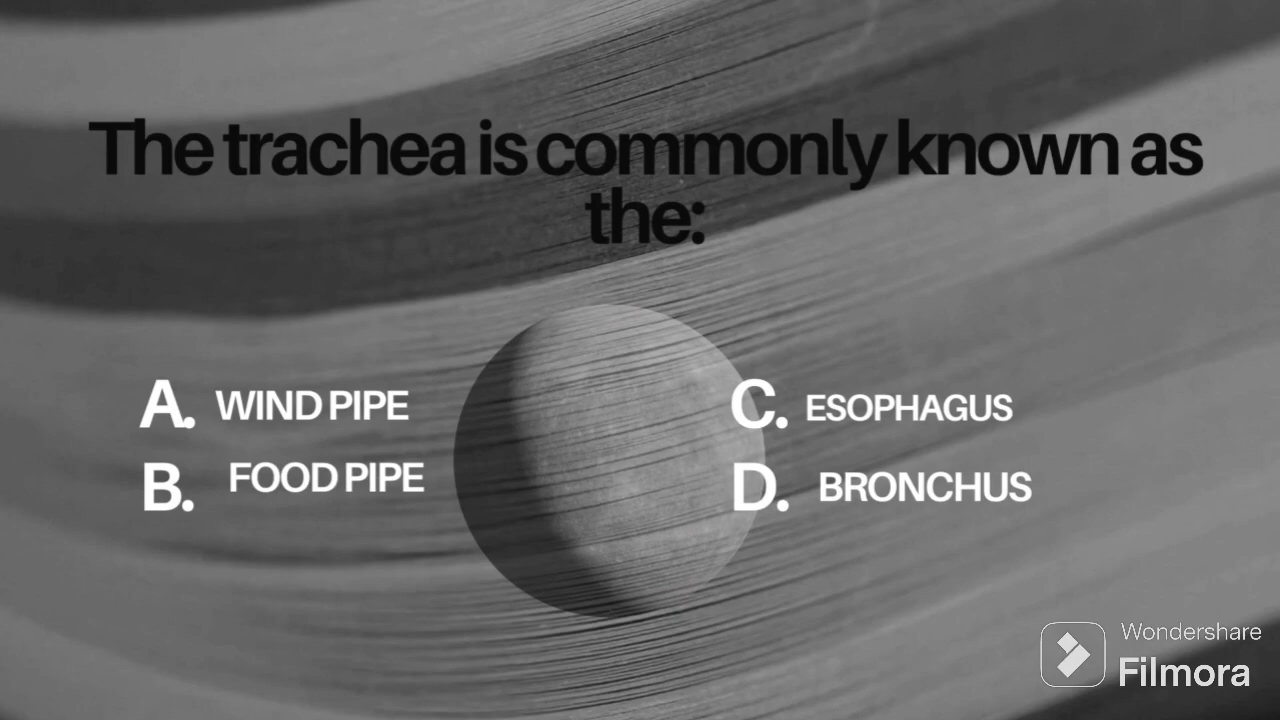 The trachea is commonly known as
the:
A. WIND PIPE
B. FOOD PIPE
C. ESOPHAGUS
D. BRONCHUS
Wondershare
Filmora